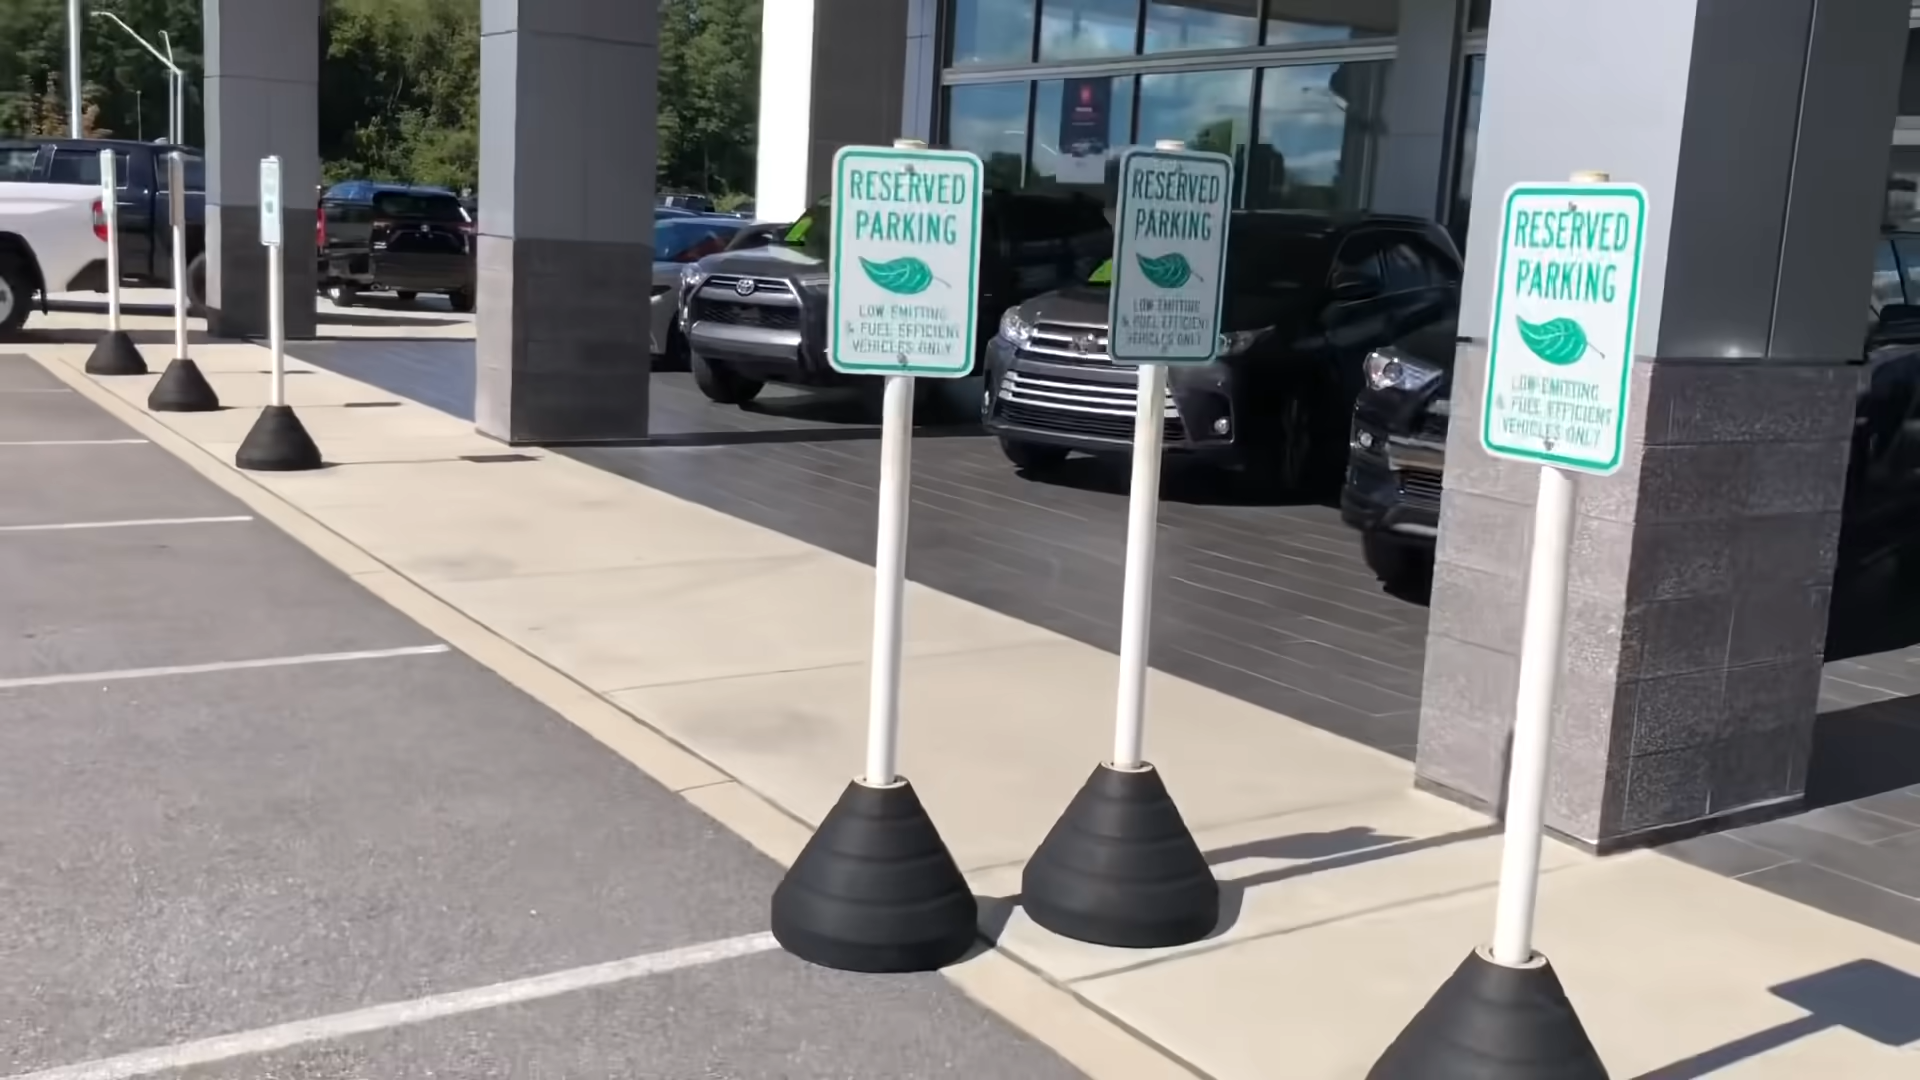 RESERVED
PARKING
LOW-EMITTING
& FUEL EFFICIENT
VEHICLES ONLY
RESERVED
PARKING
LOW-EMITTING
& FUEL EFFICIENT
VEHICLES ONLY
RESERVED
PARKING
LOW-EMITTING
& FUEL EFFICIENT
VEHICLES ONLY